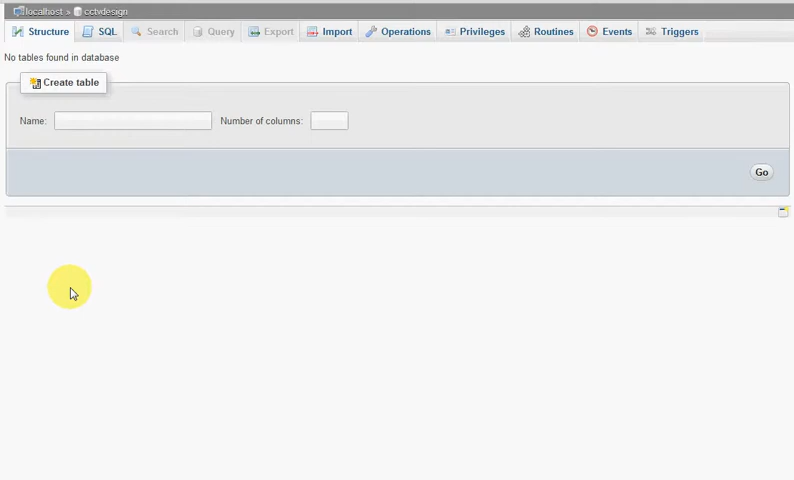 localhost » cctvdesign
Structure SQL Search Query Export Import Operations Privileges Routines Events Triggers
No tables found in database
Create table
Name: Number of columns:
Go